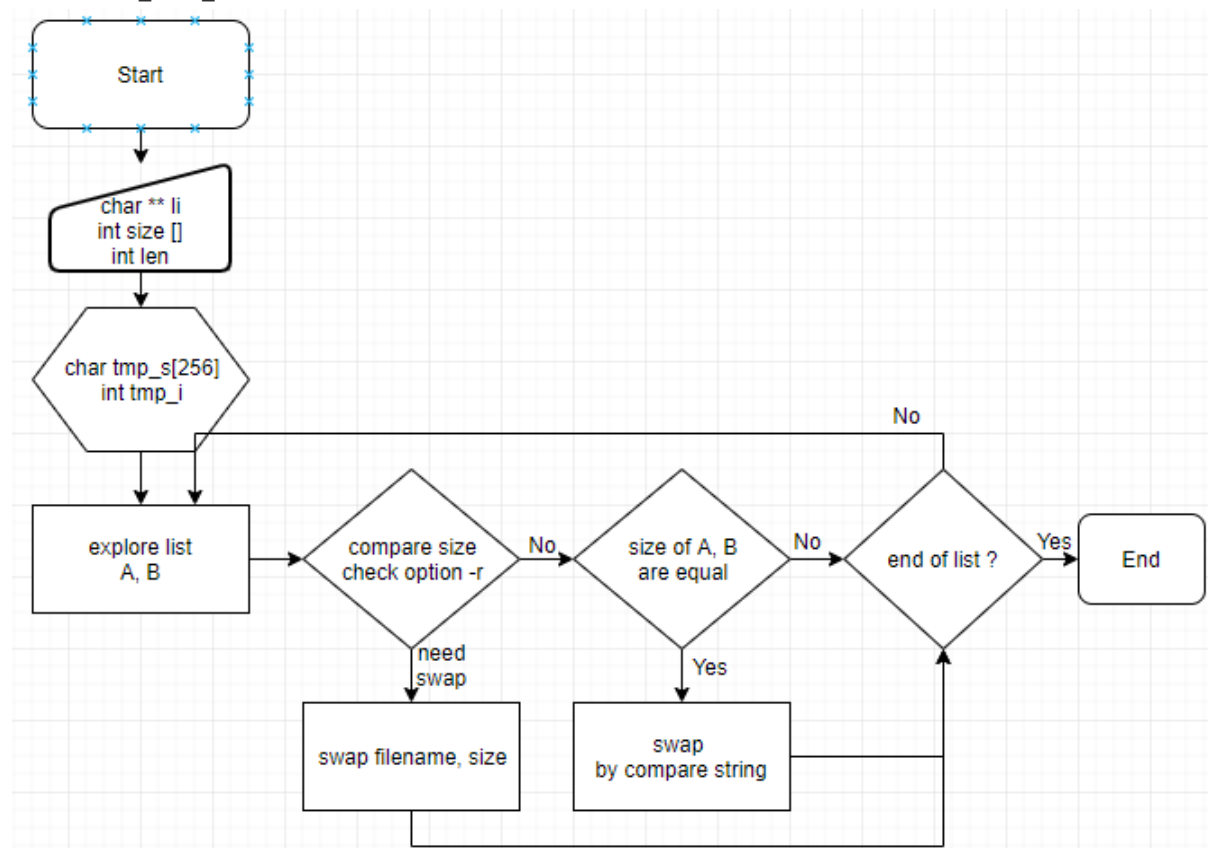 Start
char ** li
int size []
int len
char tmp_s[256]
int tmp_i
No
explore list
A, B
compare size
check option -r
No
size of A, B
are equal
No
end of list ?
Yes
End
need
swap
Yes
swap filename, size
swap
by compare string